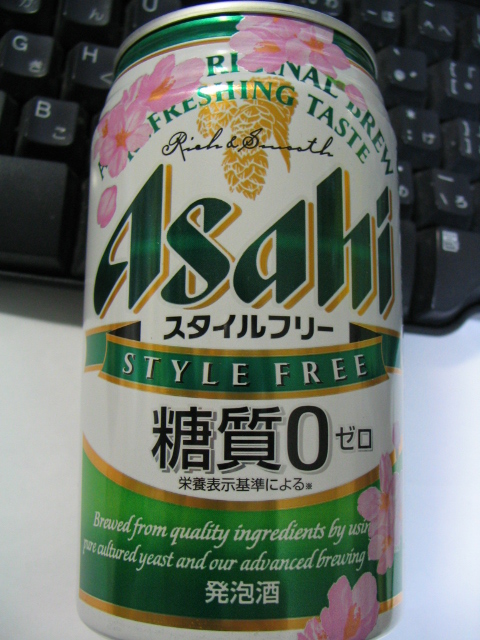 BREW
REFRESHING TASTE
Rich & Smooth
Asahi
スタイルフリー
STYLE FREE
糖質0ゼロ
栄養表示基準による※
Brewed from quality ingredients by using
pure cultured yeast and our advanced brewing
発泡酒
G
B
こ